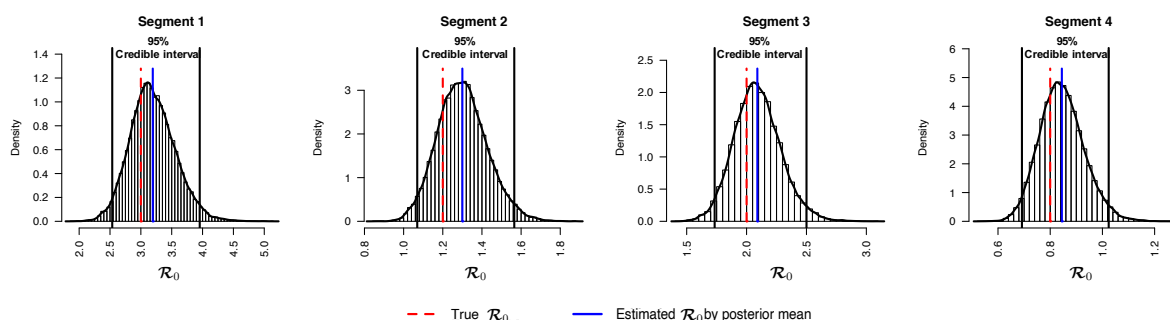 Segment 1
95%
Credible interval
Density
0.0 0.2 0.4 0.6 0.8 1.0 1.2 1.4
2.0 2.5 3.0 3.5 4.0 4.5 5.0
R0
Segment 2
95%
Credible interval
Density
0 1 2 3
0.8 1.0 1.2 1.4 1.6 1.8
R0
Segment 3
95%
Credible interval
Density
0.0 0.5 1.0 1.5 2.0 2.5
1.5 2.0 2.5 3.0
R0
Segment 4
95%
Credible interval
Density
0 1 2 3 4 5 6
0.6 0.8 1.0 1.2
R0
True R0
Estimated R0 by posterior mean